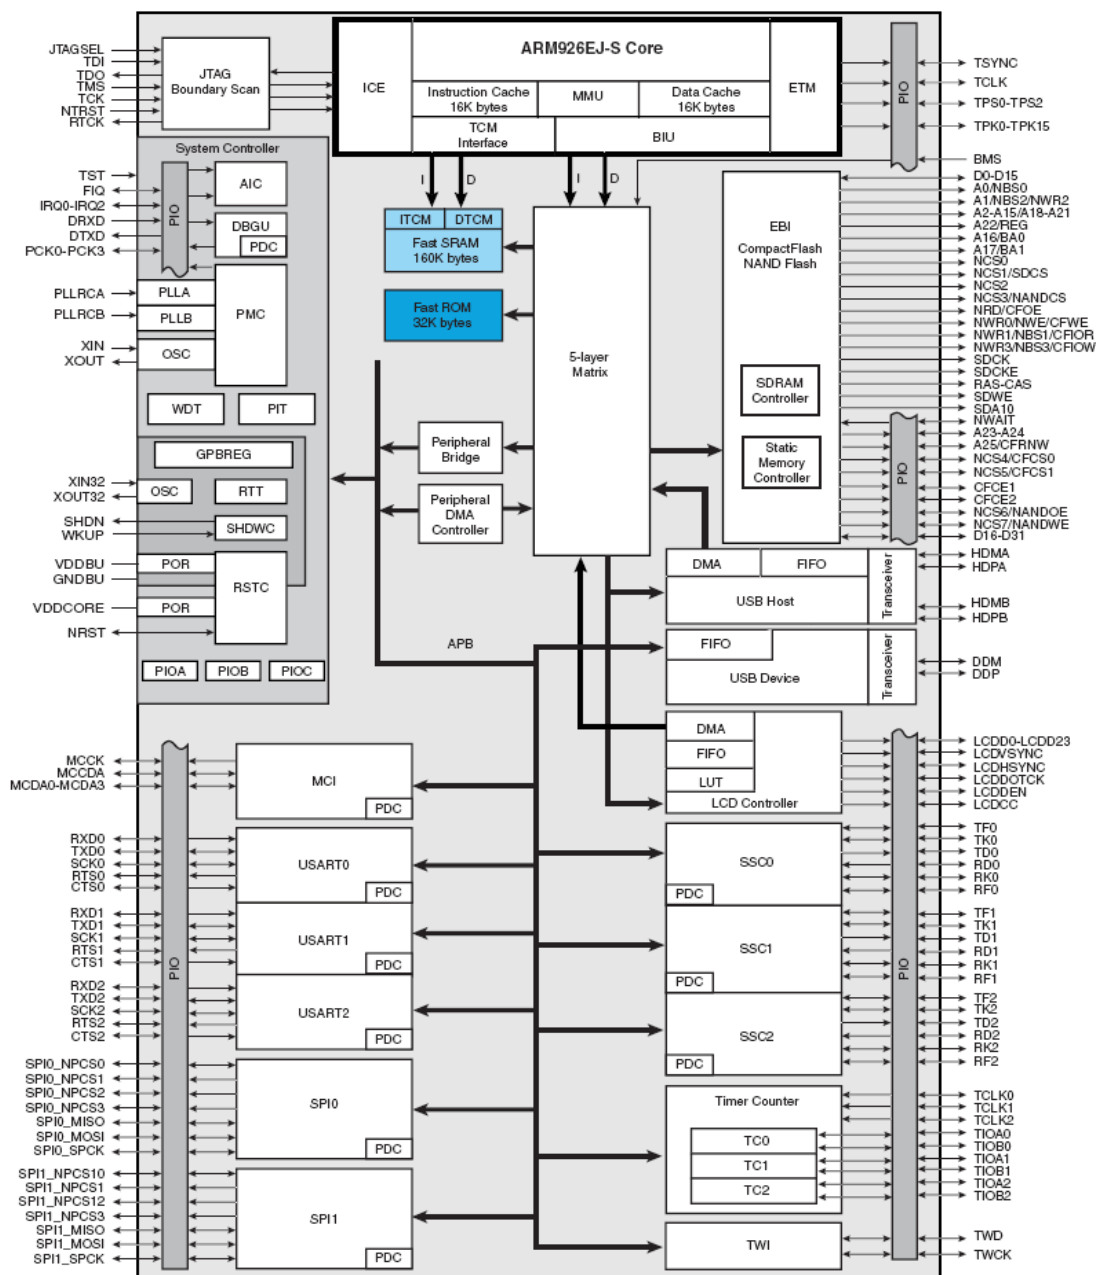 ARM926EJ-S Core
ICE
ETM
Instruction Cache
16K bytes
MMU
Data Cache
16K bytes
TCM
Interface
BIU
I
D
I
D
JTAGSEL
TDI
TDO
TMS
TCK
NTRST
RTCK
JTAG
Boundary Scan
PIO
TSYNC
TCLK
TPS0-TPS2
TPK0-TPK15
BMS
System Controller
TST
FIQ
IRQ0-IRQ2
DRXD
DTXD
PCK0-PCK3
PIO
AIC
DBGU
PDC
PLLRCA
PLLRCB
XIN
XOUT
PLLA
PLLB
OSC
PMC
WDT
PIT
GPBREG
XIN32
XOUT32
SHDN
WKUP
VDDBU
GNDBU
VDDCORE
NRST
OSC
RTT
SHDWC
POR
RSTC
POR
PIOA
PIOB
PIOC
ITCM
DTCM
Fast SRAM
160K bytes
Fast ROM
32K bytes
5-layer
Matrix
Peripheral
Bridge
Peripheral
DMA
Controller
APB
EBI
CompactFlash
NAND Flash
SDRAM
Controller
Static
Memory
Controller
D0-D15
A0/NBS0
A1/NBS2/NWR2
A2-A15/A18-A21
A22/REG
A16/BA0
A17/BA1
NCS0
NCS1/SDCS
NCS2
NCS3/NANDCS
NRD/CFOE
NWR0/NWE/CFWE
NWR1/NBS1/CFIOR
NWR3/NBS3/CFIOW
SDCK
SDCKE
RAS-CAS
SDWE
SDA10
PIO
NWAIT
A23-A24
A25/CFRNW
NCS4/CFCS0
NCS5/CFCS1
CFCE1
CFCE2
NCS6/NANDOE
NCS7/NANDWE
D16-D31
DMA
FIFO
USB Host
Transceiver
HDMA
HDPA
HDMB
HDPB
FIFO
USB Device
Transceiver
DDM
DDP
DMA
FIFO
LUT
LCD Controller
LCDD0-LCDD23
LCDVSYNC
LCDHSYNC
LCDDOTCK
LCDDEN
LCDCC
PIO
MCCK
MCCDA
MCDA0-MCDA3
MCI
PDC
RXD0
TXD0
SCK0
RTS0
CTS0
USART0
PDC
RXD1
TXD1
SCK1
RTS1
CTS1
USART1
PDC
RXD2
TXD2
SCK2
RTS2
CTS2
USART2
PDC
PIO
SPI0_NPCS0
SPI0_NPCS1
SPI0_NPCS2
SPI0_NPCS3
SPI0_MISO
SPI0_MOSI
SPI0_SPCK
SPI0
PDC
SPI1_NPCS10
SPI1_NPCS1
SPI1_NPCS12
SPI1_NPCS3
SPI1_MISO
SPI1_MOSI
SPI1_SPCK
SPI1
PDC
SSC0
PDC
TF0
TK0
TD0
RD0
RK0
RF0
SSC1
PDC
TF1
TK1
TD1
RD1
RK1
RF1
SSC2
PDC
TF2
TK2
TD2
RD2
RK2
RF2
Timer Counter
TC0
TC1
TC2
TCLK0
TCLK1
TCLK2
TIOA0
TIOB0
TIOA1
TIOB1
TIOA2
TIOB2
TWI
TWD
TWCK